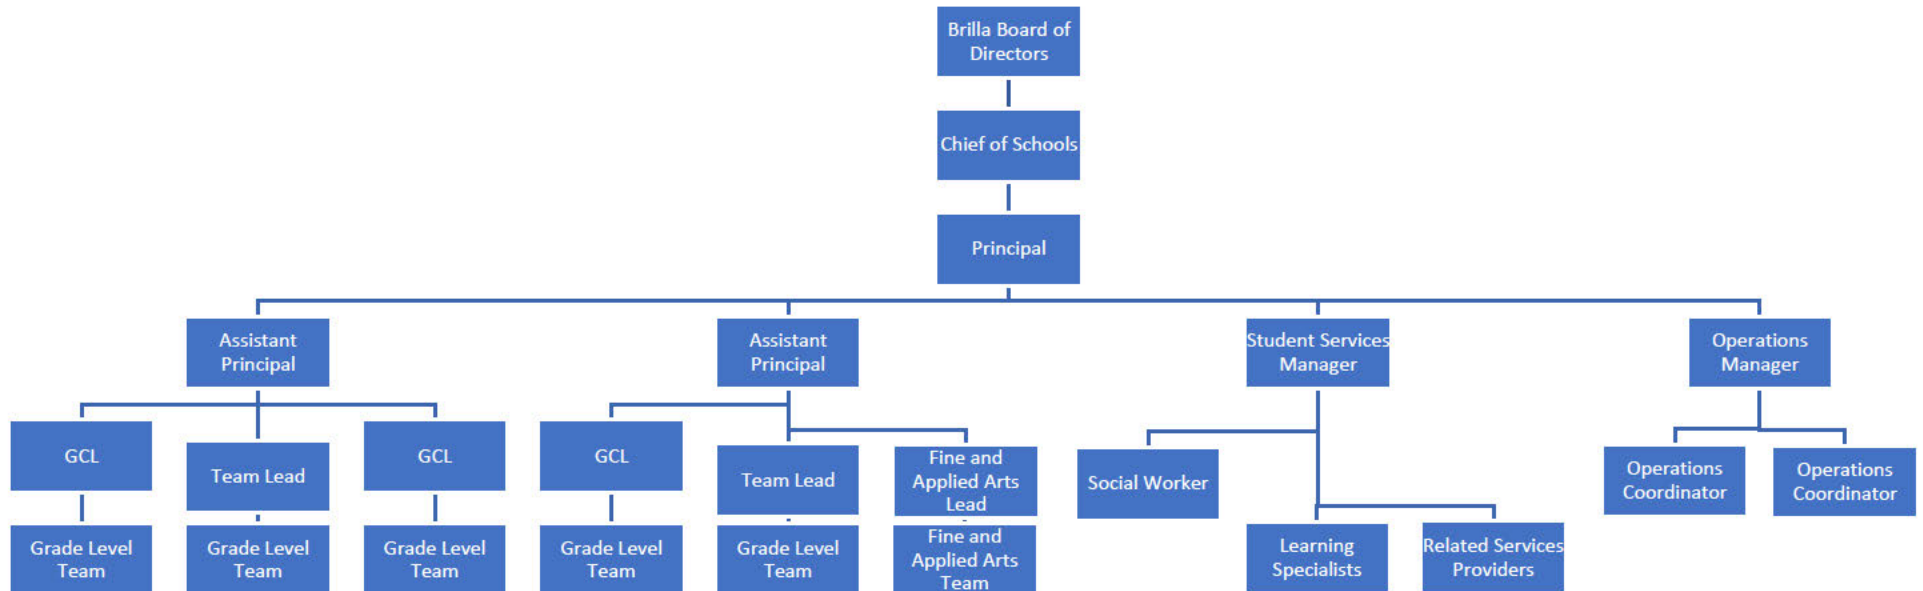 Brilla Board of
Directors
Chief of Schools
Principal
Assistant
Principal
Assistant
Principal
Student Services
Manager
Operations
Manager
GCL
Team Lead
GCL
GCL
Team Lead
Fine and
Applied Arts
Lead
Social Worker
Operations
Coordinator
Operations
Coordinator
Grade Level
Team
Grade Level
Team
Grade Level
Team
Grade Level
Team
Grade Level
Team
Fine and
Applied Arts
Team
Learning
Specialists
Related Services
Providers